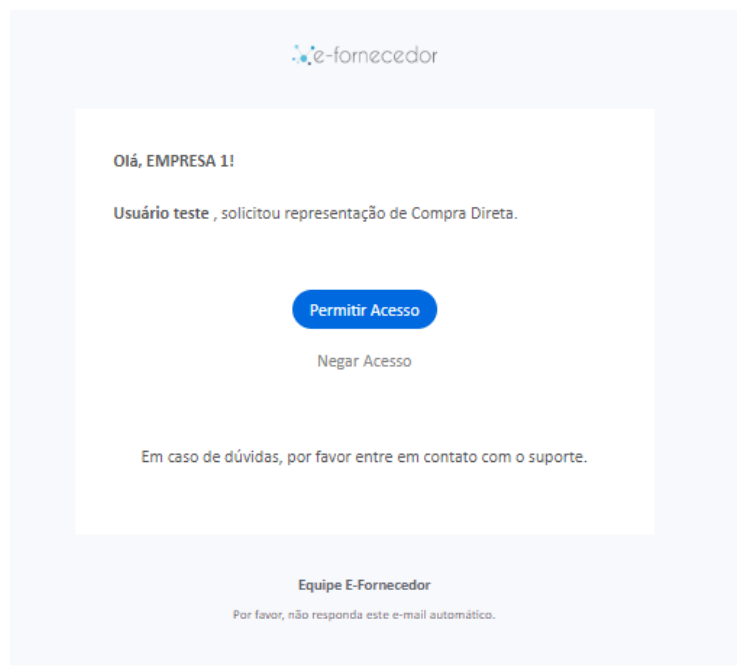 e-fornecedor
Olá, EMPRESA 1!
Usuário teste , solicitou representação de Compra Direta.
Permitir Acesso
Negar Acesso
Em caso de dúvidas, por favor entre em contato com o suporte.
Equipe E-Fornecedor
Por favor, não responda este e-mail automático.